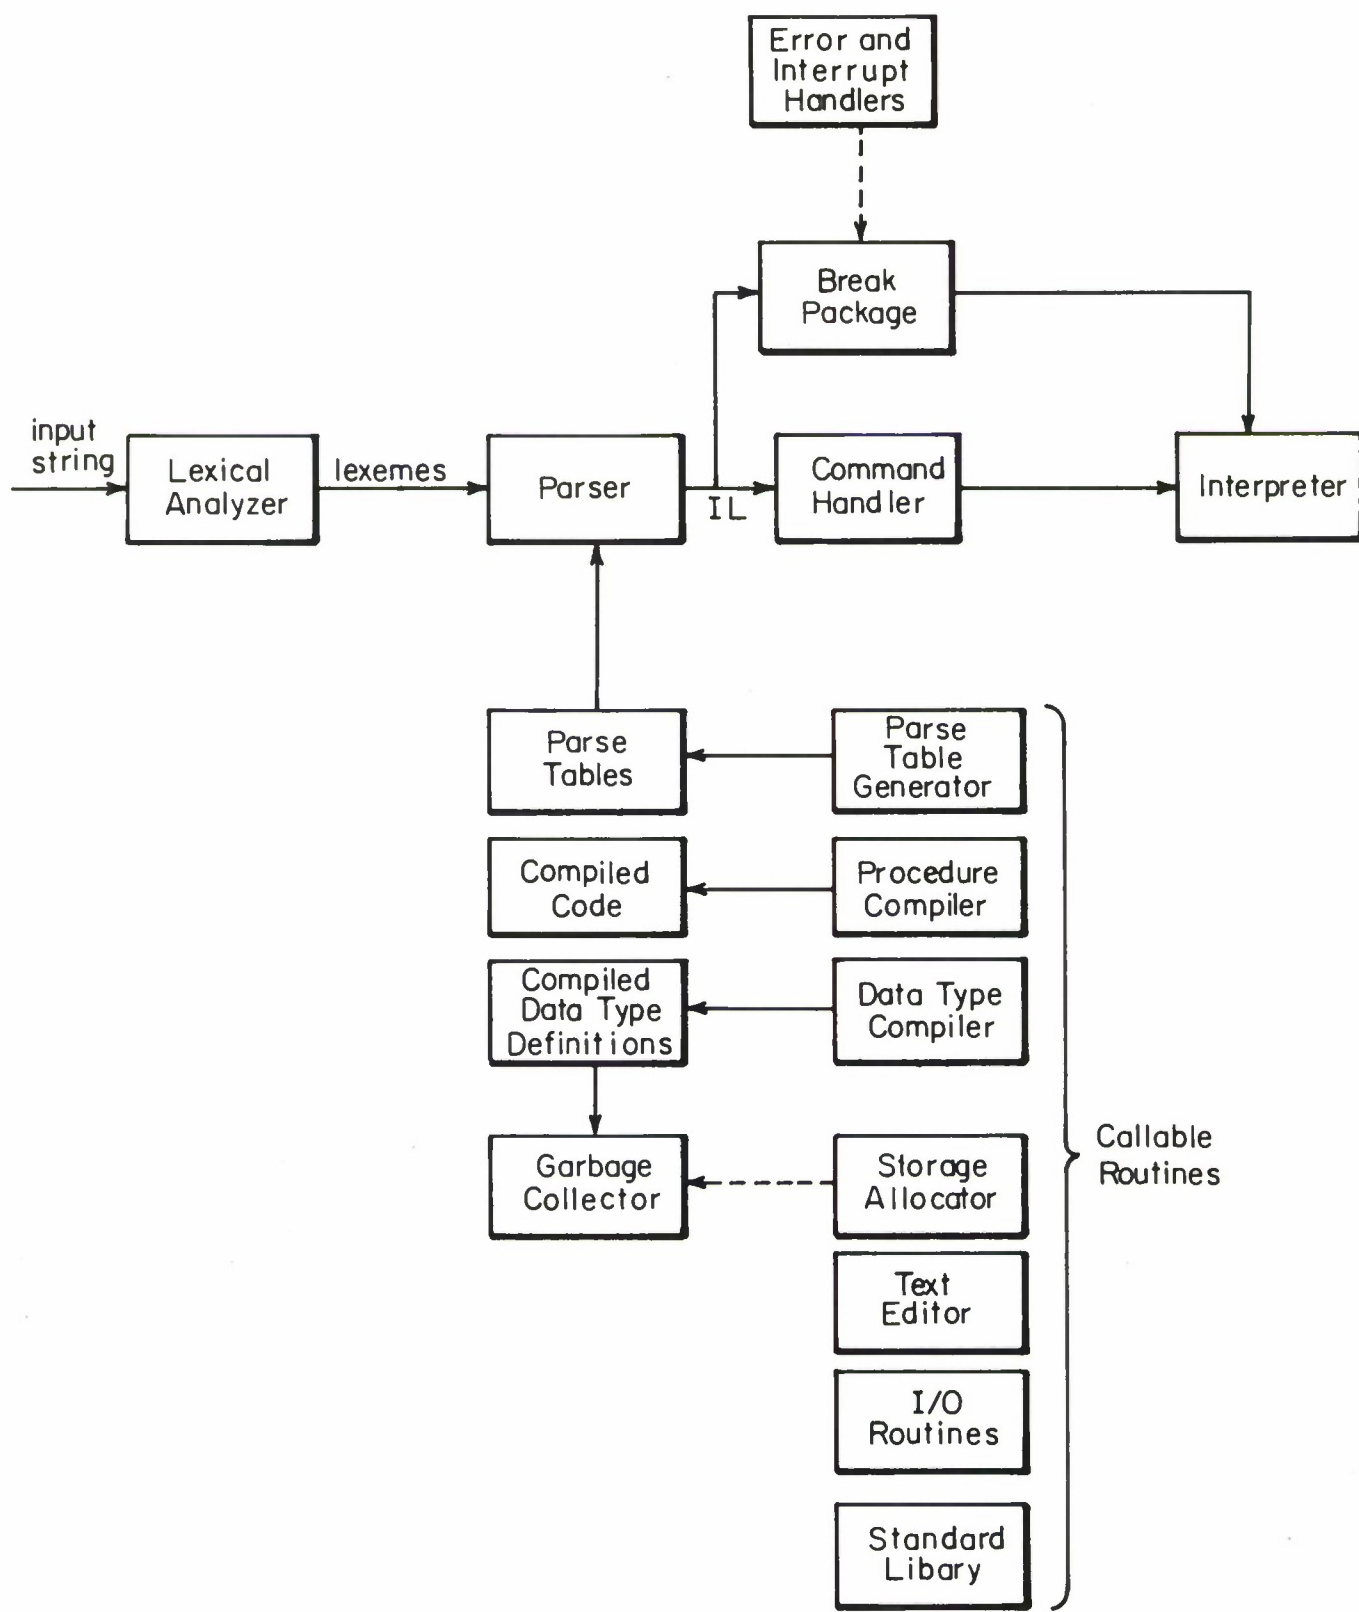 Error and
Interrupt
Handlers
Break
Package
input
string
Lexical
Analyzer
lexemes
Parser
IL
Command
Handler
Interpreter
Parse
Tables
Parse
Table
Generator
Compiled
Code
Procedure
Compiler
Compiled
Data Type
Definitions
Data Type
Compiler
Callable
Routines
Garbage
Collector
Storage
Allocator
Text
Editor
I/O
Routines
Standard
Libary